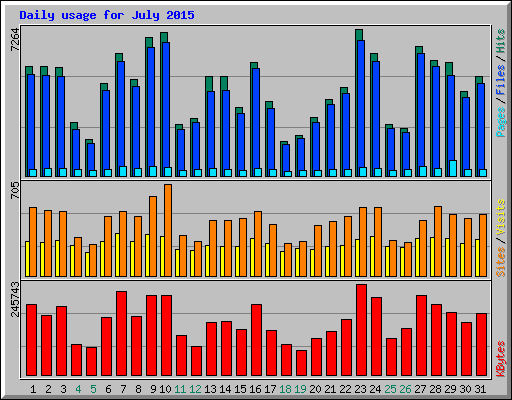 Daily usage for July 2015
7264
Pages / Files / Hits
705
Sites / Visits
245743
KBytes
1 2 3 4 5 6 7 8 9 10 11 12 13 14 15 16 17 18 19 20 21 22 23 24 25 26 27 28 29 30 31